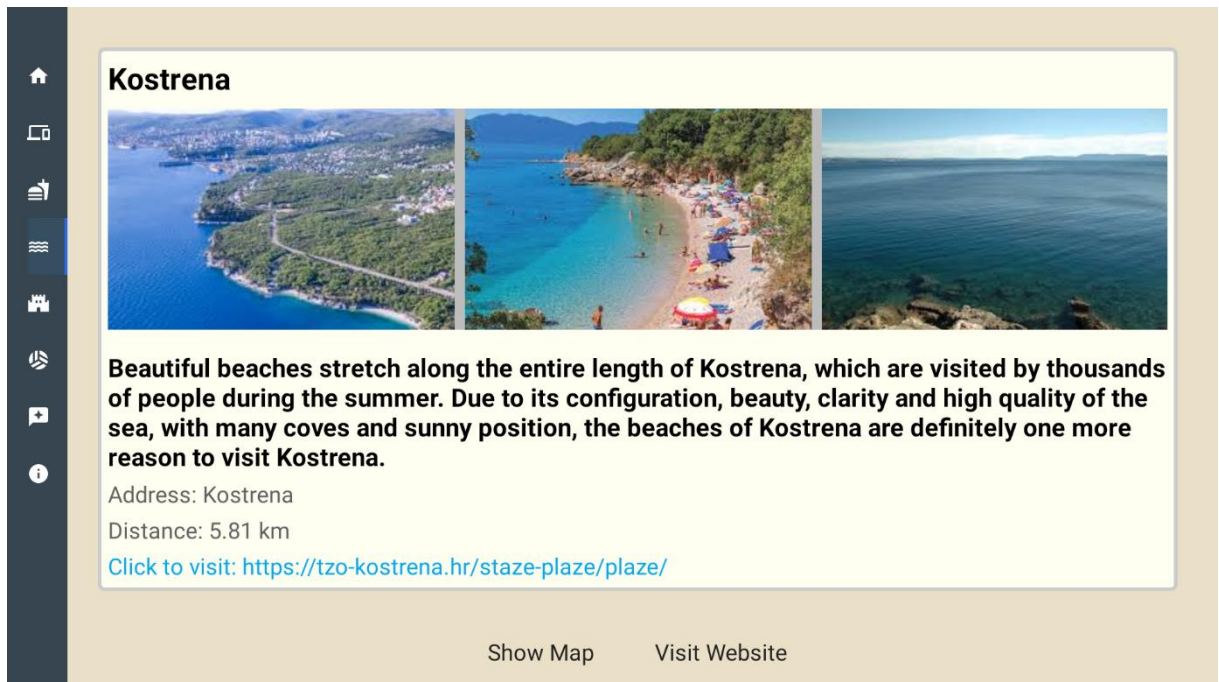 Kostrena
Beautiful beaches stretch along the entire length of Kostrena, which are visited by thousands
of people during the summer. Due to its configuration, beauty, clarity and high quality of the
sea, with many coves and sunny position, the beaches of Kostrena are definitely one more
reason to visit Kostrena.
Address: Kostrena
Distance: 5.81 km
Click to visit: https://tzo-kostrena.hr/staze-plaze/plaze/
Show Map Visit Website